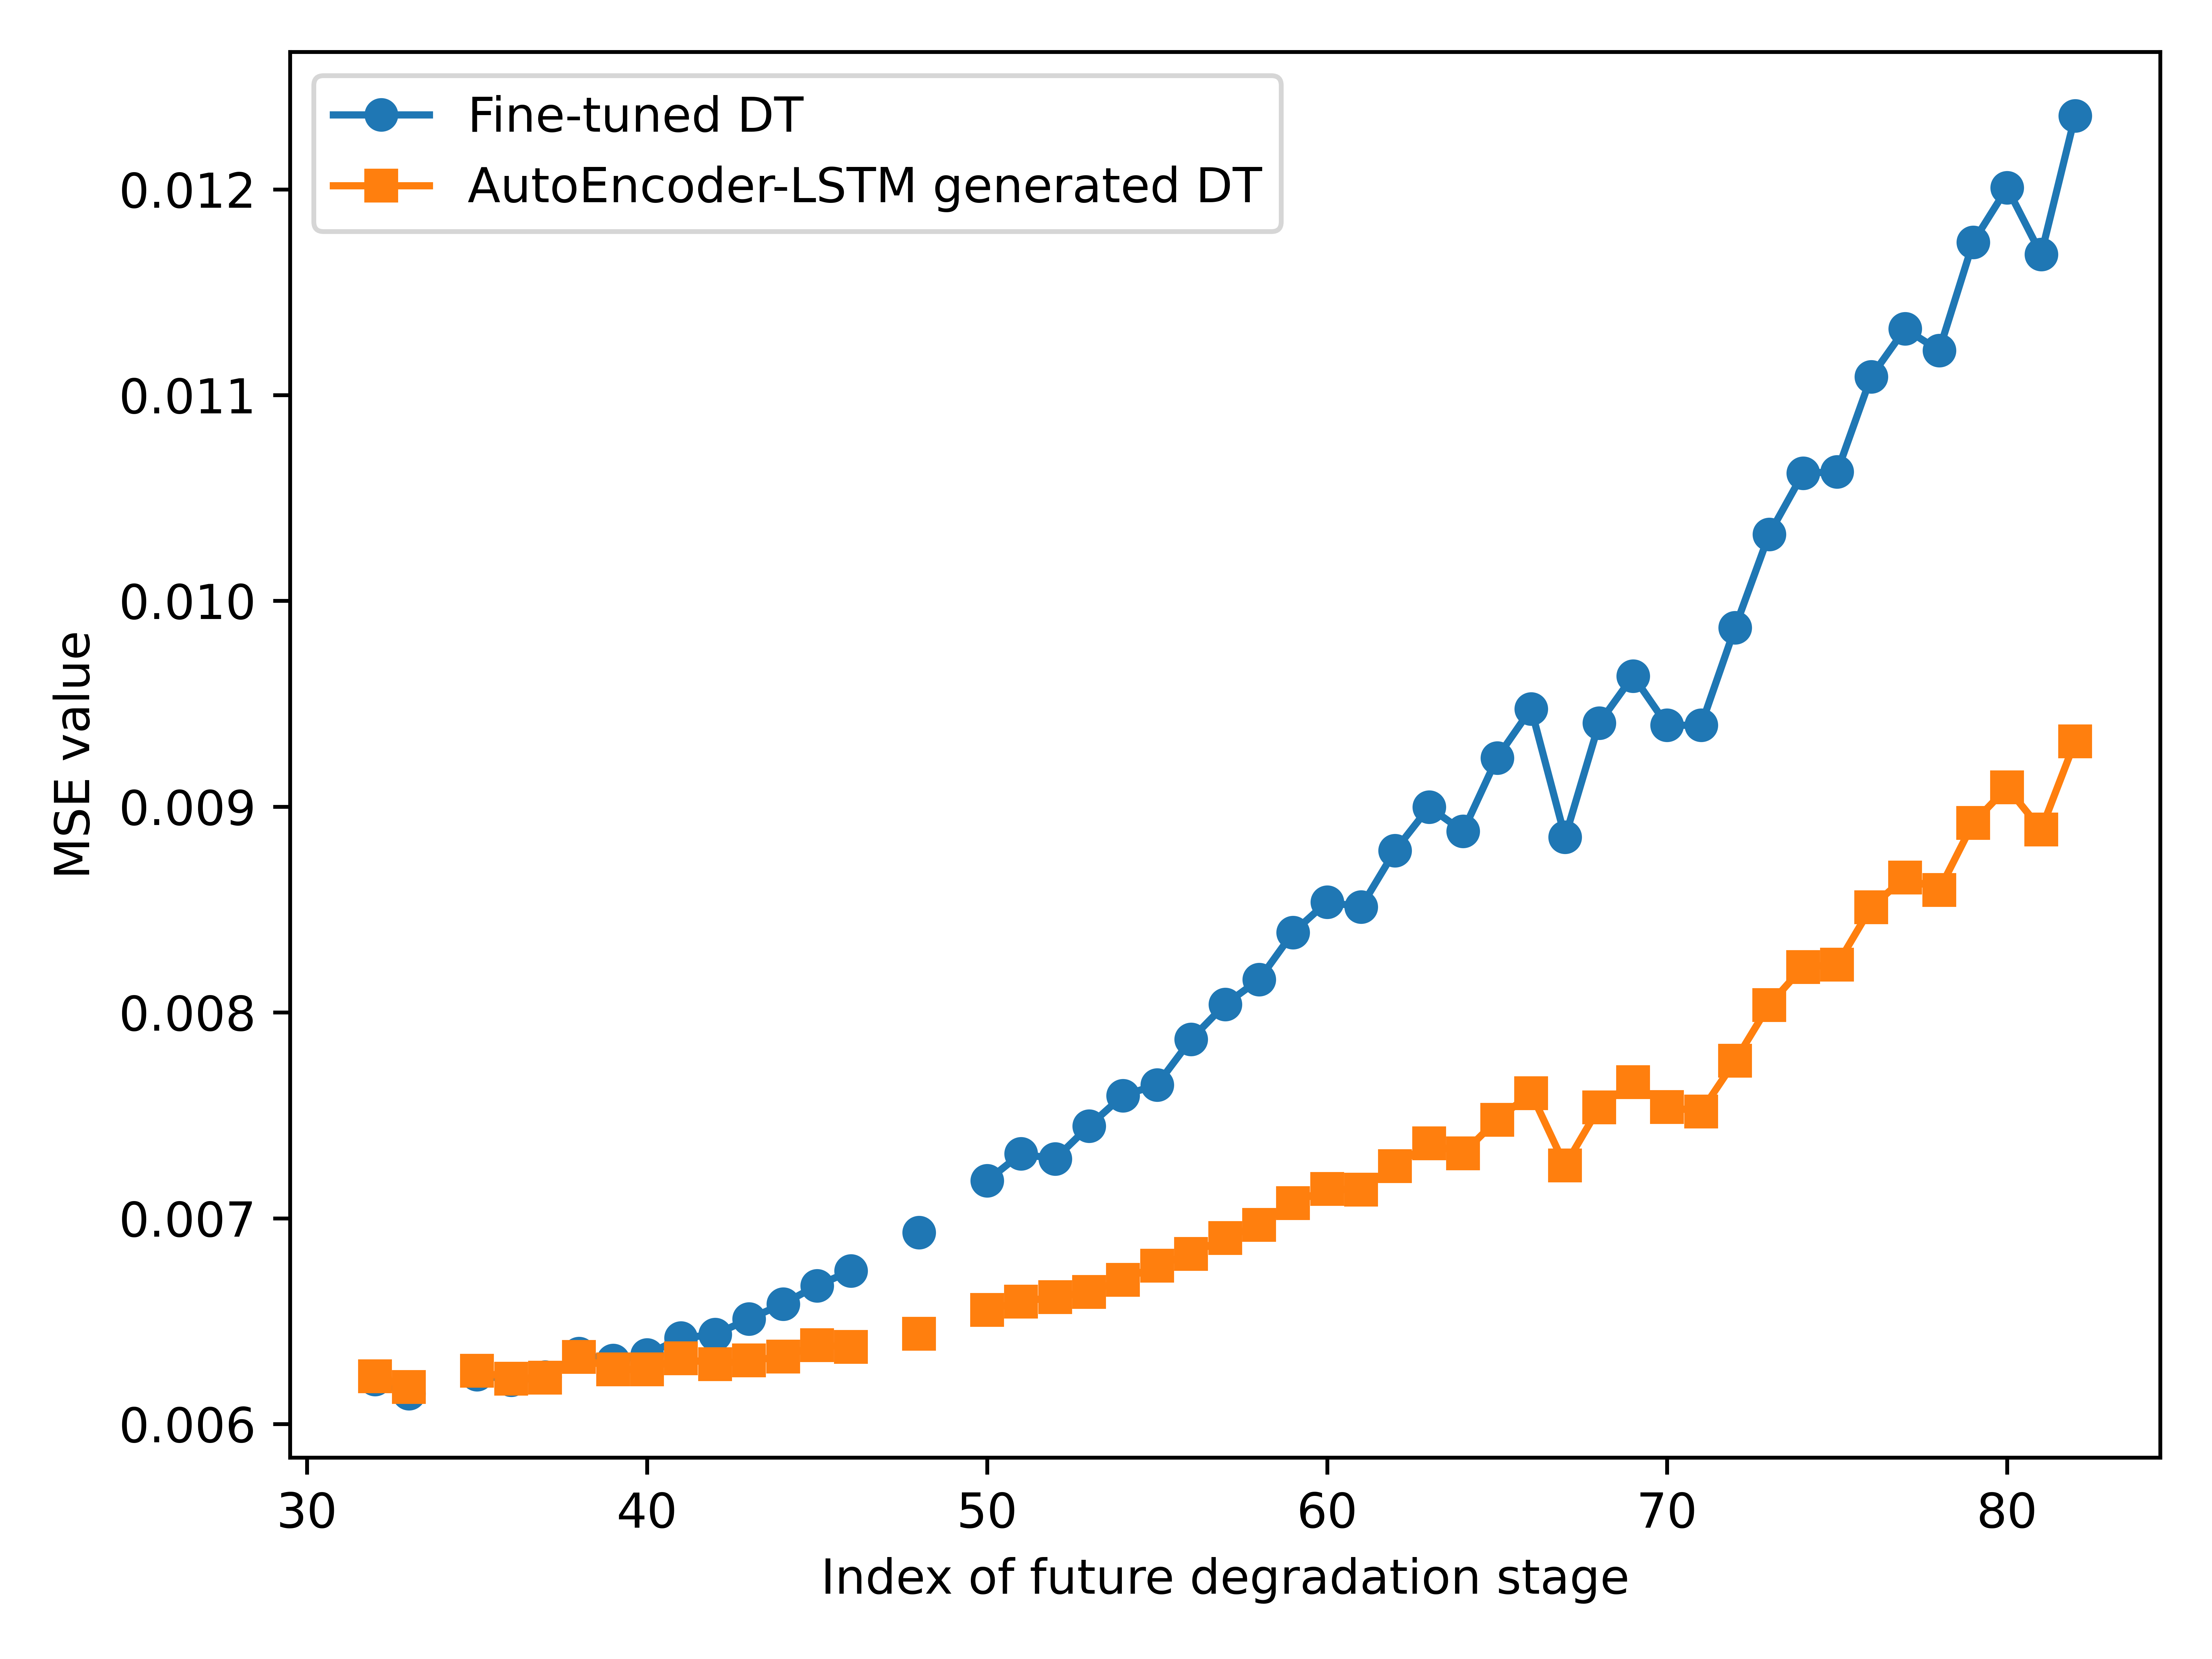 Fine-tuned DT
AutoEncoder-LSTM generated DT
0.012
0.011
0.010
0.009
0.008
0.007
0.006
MSE value
30 40 50 60 70 80
Index of future degradation stage